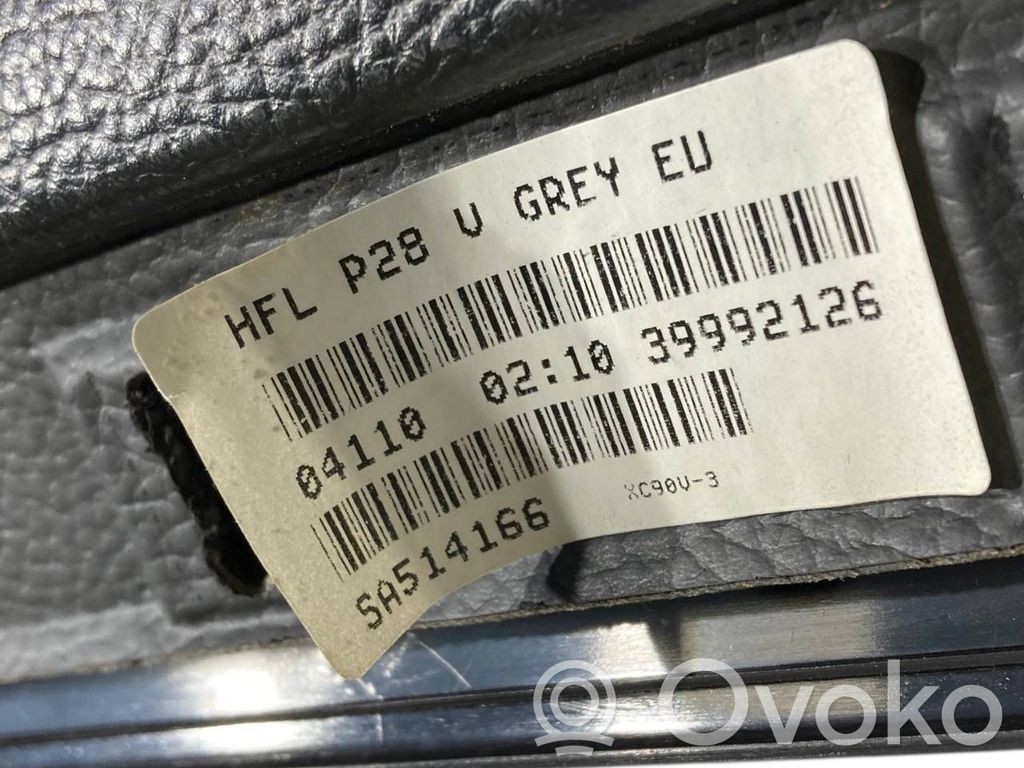 HFL P28 V GREY EU
04110 02:10 39992126
SA514166
XC90V-3
Ovoko